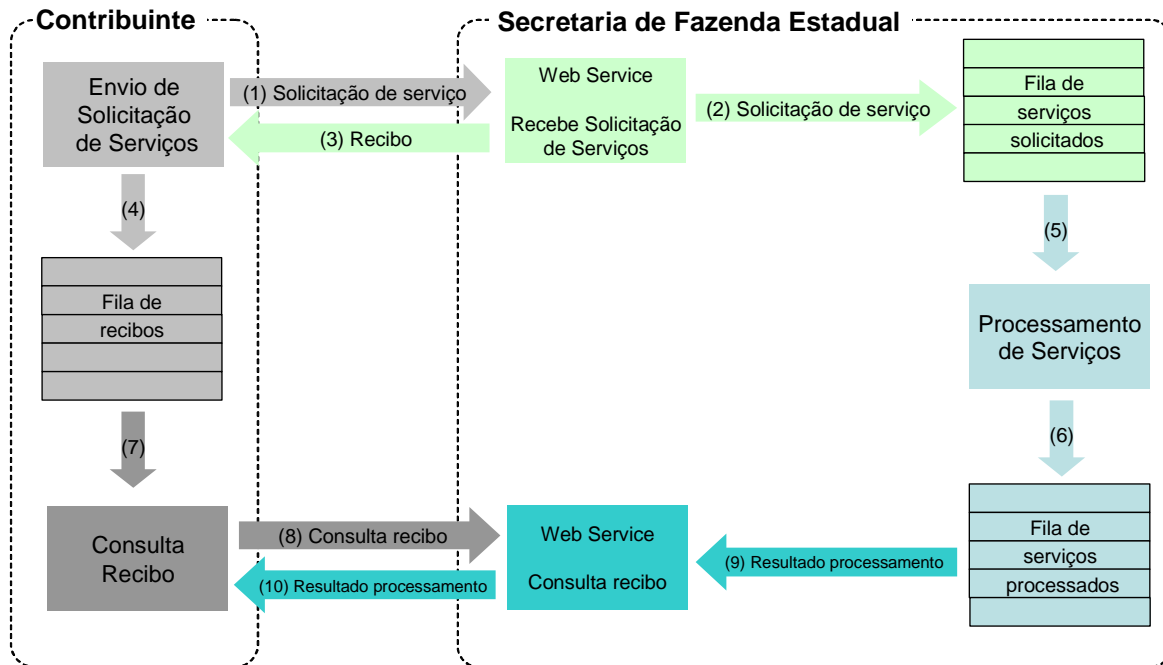 Contribuinte
Secretaria de Fazenda Estadual
Envio de
Solicitação
de Serviços
(1) Solicitação de serviço
(3) Recibo
Web Service
Recebe Solicitação
de Serviços
(2) Solicitação de serviço
Fila de
serviços
solicitados
(4)
(5)
Fila de
recibos
Processamento
de Serviços
(7)
(6)
Consulta
Recibo
(8) Consulta recibo
(10) Resultado processamento
Web Service
Consulta recibo
(9) Resultado processamento
Fila de
serviços
processados